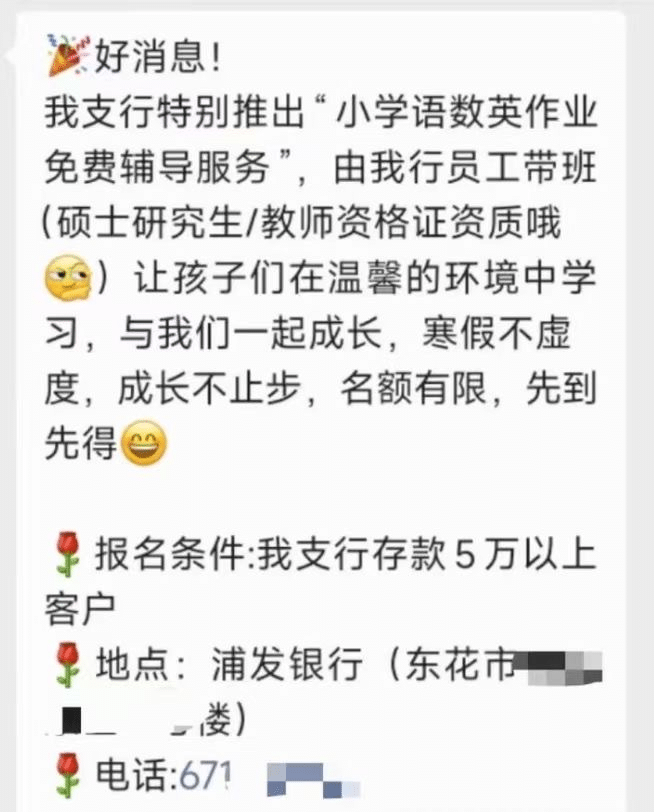 🎉好消息！
我支行特别推出“小学语数英作业
免费辅导服务”，由我行员工带班
(硕士研究生/教师资格证资质哦
🤔）让孩子们在温馨的环境中学
习，与我们一起成长，寒假不虚
度，成长不止步，名额有限，先到
先得😄
🌹报名条件:我支行存款5万以上
客户
🌹地点：浦发银行（东花市
楼）
🌹电话:671